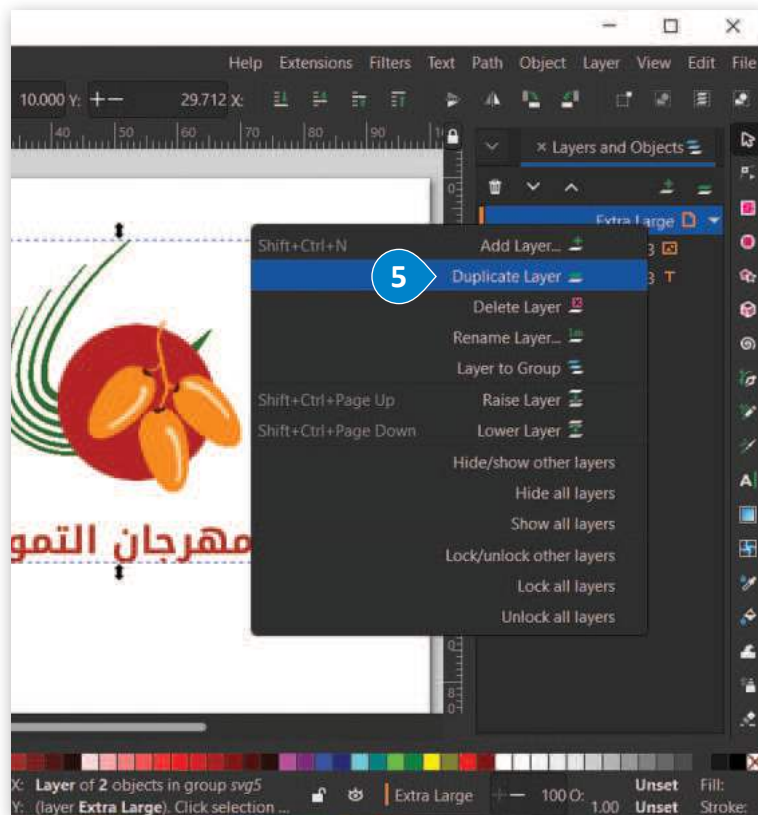 Help Extensions Filters Text Path Object Layer View Edit File
10.000 Y: 29.712 X:
40 50 60 70 80 90
× Layers and Objects
Extra Large
Shift+Ctrl+N Add Layer...
5 Duplicate Layer
Delete Layer
Rename Layer...
Layer to Group
Shift+Ctrl+Page Up Raise Layer
Shift+Ctrl+Page Down Lower Layer
Hide/show other layers
Hide all layers
Show all layers
Lock/unlock other layers
Lock all layers
Unlock all layers
مهرجان التمو
X: Layer of 2 objects in group svg5
Y: (layer Extra Large). Click selection ...
Extra Large
100 O: Unset Fill:
1.00 Unset Stroke: